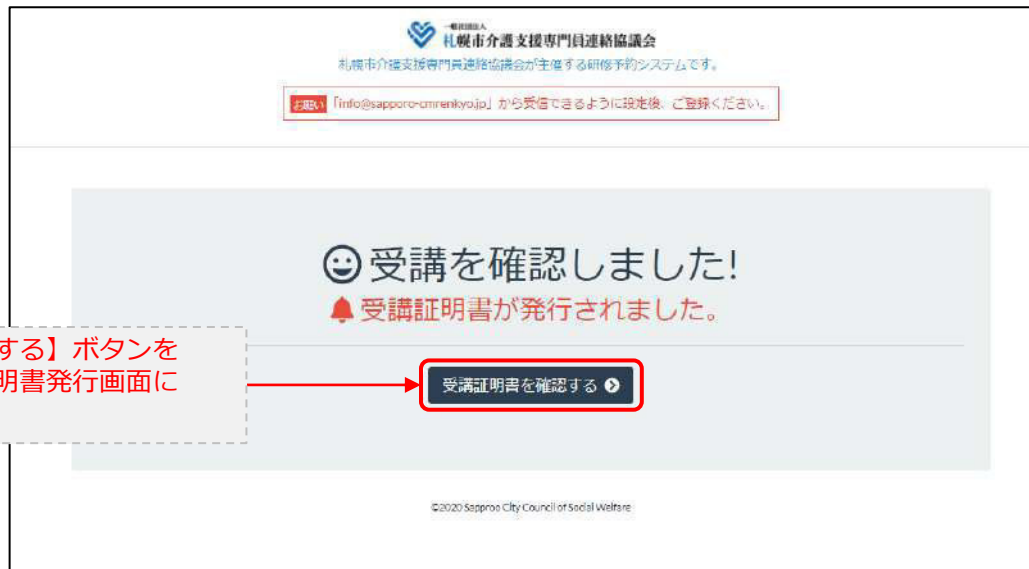 一般社団法人
札幌市介護支援専門員連絡協議会
札幌市介護支援専門員連絡協議会が主催する研修予約システムです。
お願い 「info@sapporo-cmrenkyo.jp」から受信できるように設定後、ご登録ください。
受講を確認しました!
受講証明書が発行されました。
する】ボタンを
明書発行画面に
受講証明書を確認する
©2020 Sapproo City Council of Social Welfare